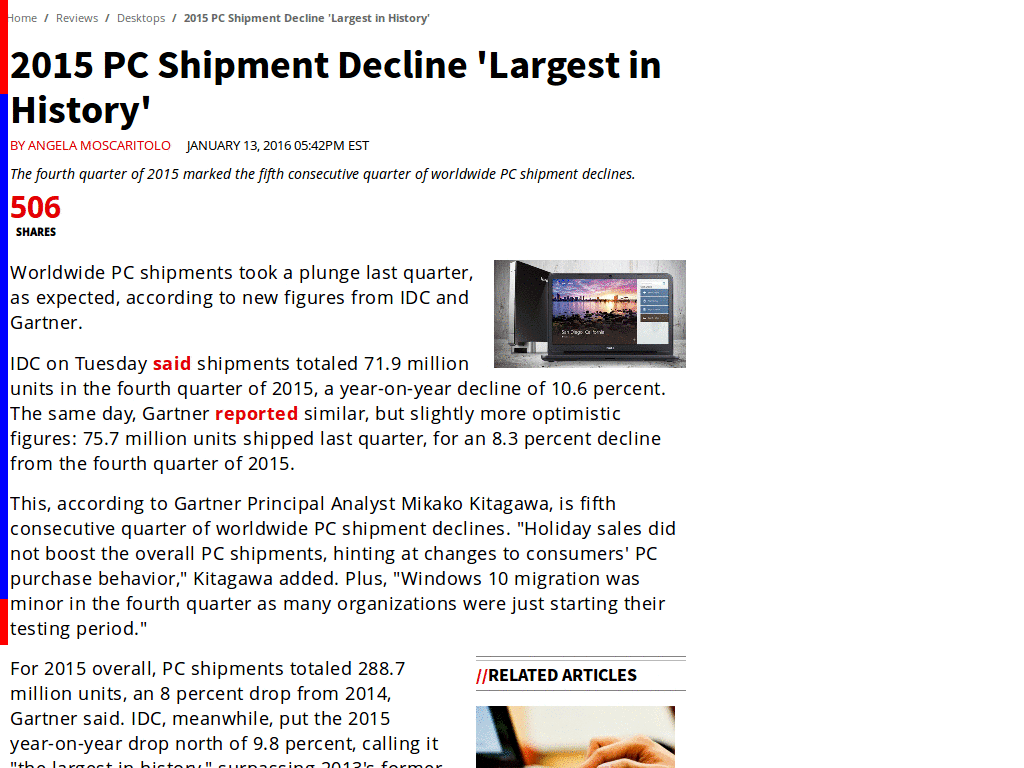 Home / Reviews / Desktops / 2015 PC Shipment Decline 'Largest in History'
2015 PC Shipment Decline 'Largest in
History'
BY ANGELA MOSCARITOLO JANUARY 13, 2016 05:42PM EST
The fourth quarter of 2015 marked the fifth consecutive quarter of worldwide PC shipment declines.
506
SHARES
Worldwide PC shipments took a plunge last quarter,
as expected, according to new figures from IDC and
Gartner.
San Diego, California
IDC on Tuesday said shipments totaled 71.9 million
units in the fourth quarter of 2015, a year-on-year decline of 10.6 percent.
The same day, Gartner reported similar, but slightly more optimistic
figures: 75.7 million units shipped last quarter, for an 8.3 percent decline
from the fourth quarter of 2015.
This, according to Gartner Principal Analyst Mikako Kitagawa, is fifth
consecutive quarter of worldwide PC shipment declines. "Holiday sales did
not boost the overall PC shipments, hinting at changes to consumers' PC
purchase behavior," Kitagawa added. Plus, "Windows 10 migration was
minor in the fourth quarter as many organizations were just starting their
testing period."
For 2015 overall, PC shipments totaled 288.7
million units, an 8 percent drop from 2014,
Gartner said. IDC, meanwhile, put the 2015
year-on-year drop north of 9.8 percent, calling it
"the largest in history," surpassing 2013's former
//RELATED ARTICLES